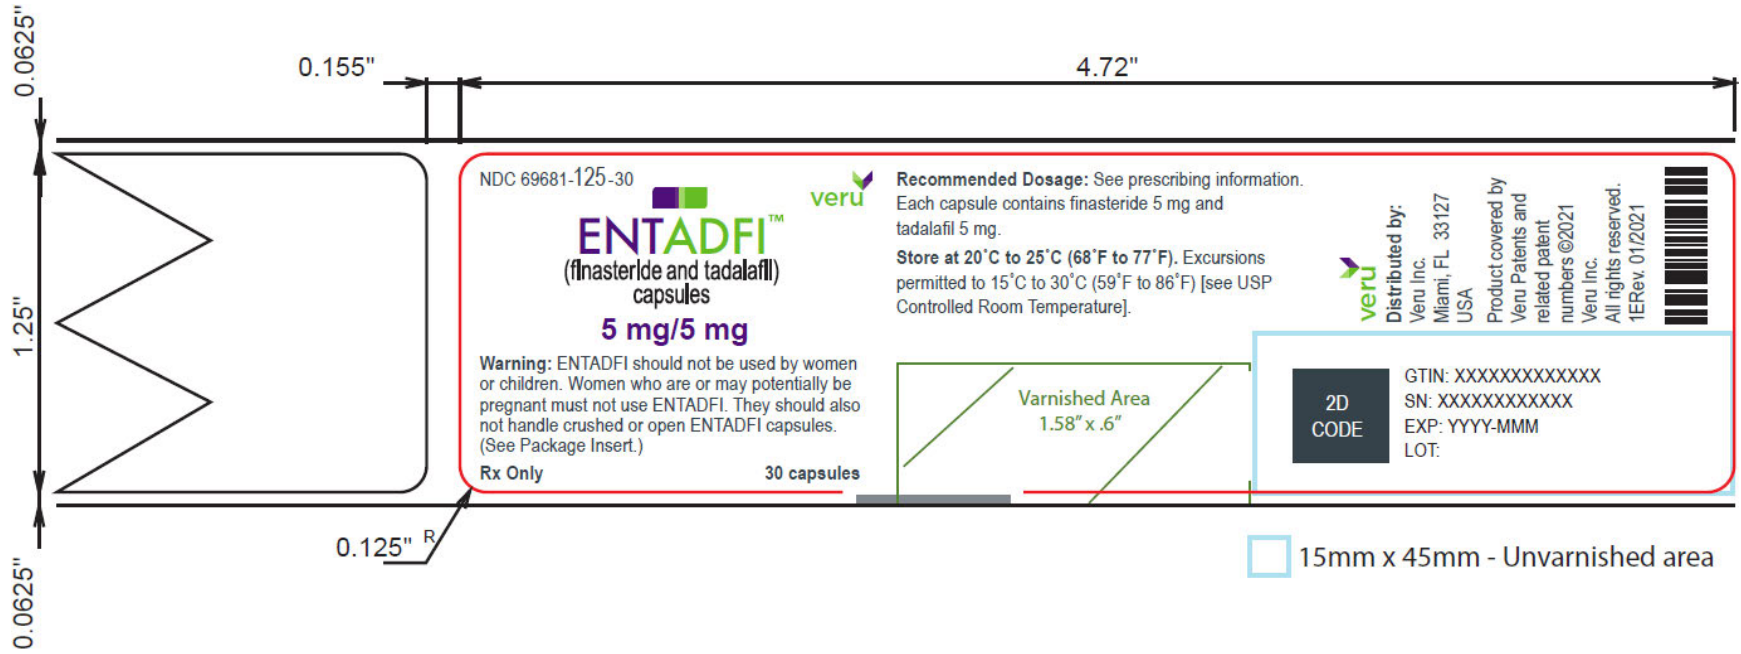 0.0625"
0.155"
4.72"
1.25"
0.0625"
0.125" R
NDC 69681-125-30
veru
ENTADFI™
(finasteride and tadalafil)
capsules
5 mg/5 mg
Warning: ENTADFI should not be used by women
or children. Women who are or may potentially be
pregnant must not use ENTADFI. They should also
not handle crushed or open ENTADFI capsules.
(See Package Insert.)
Rx Only 30 capsules
Recommended Dosage: See prescribing information.
Each capsule contains finasteride 5 mg and
tadalafil 5 mg.
Store at 20˚C to 25˚C (68˚F to 77˚F). Excursions
permitted to 15˚C to 30˚C (59˚F to 86˚F) [see USP
Controlled Room Temperature].
Varnished Area
1.58" x .6"
veru
Distributed by:
Veru Inc.
Miami, FL 33127
USA
Product covered by
Veru Patents and
related patent
numbers ©2021
Veru Inc.
All rights reserved.
1ERev. 01/2021
2D
CODE
GTIN: XXXXXXXXXXXXX
SN: XXXXXXXXXXXX
EXP: YYYY-MMM
LOT:
15mm x 45mm - Unvarnished area